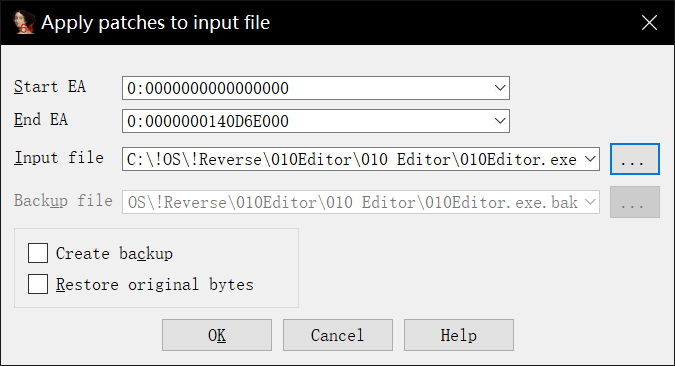 Apply patches to input file
Start EA 0:0000000000000000
End EA 0:0000000140D6E000
Input file C:\!OS\!Reverse\010Editor\010 Editor\010Editor.exe ...
Backup file OS\!Reverse\010Editor\010 Editor\010Editor.exe.bak ...
Create backup
Restore original bytes
OK Cancel Help